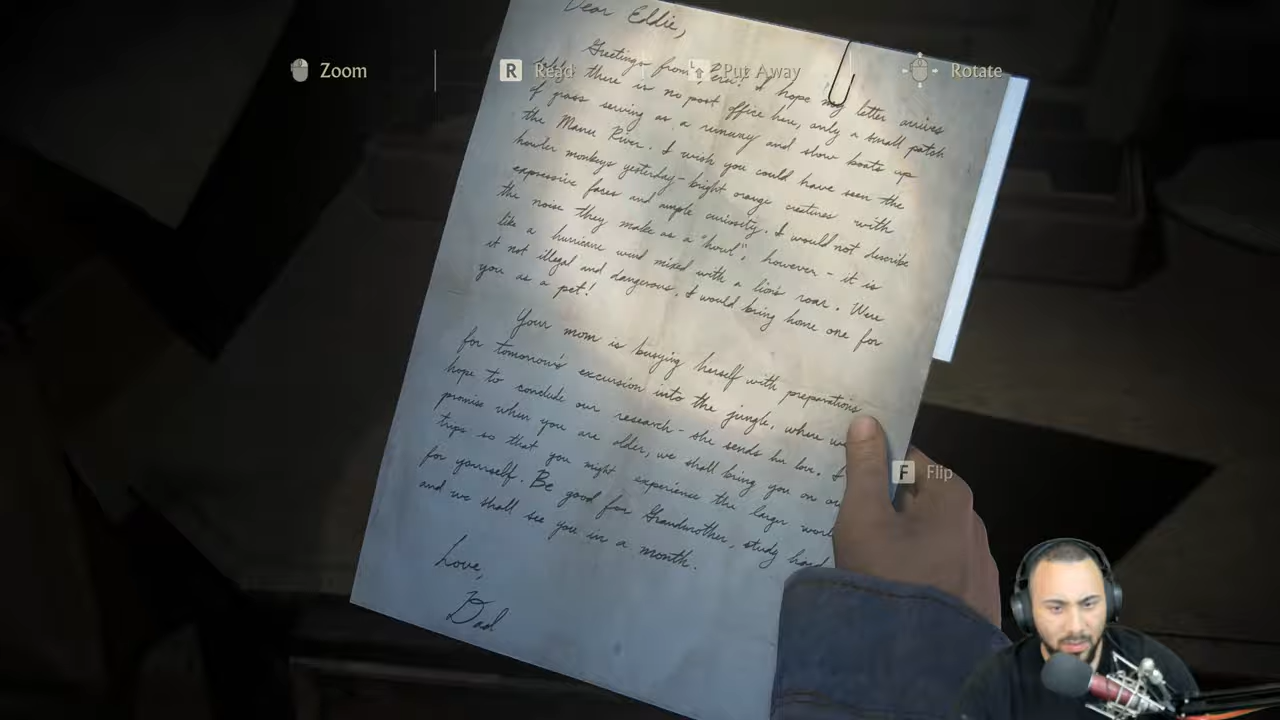 Zoom
R Read
Put Away
Rotate
Dear Eddie,
Greetings from Peru! I hope my letter arrives
there is no post office here, only a small patch
of grass serving as a runway and slow boats up
the Manu River. I wish you could have seen the
howler monkeys yesterday - bright orange creatures with
expressive faces and ample curiosity. I would not describe
the noise they make as a "howl", however - it is
like a hurricane wind mixed with a lion's roar. Were
it not illegal and dangerous, I would bring home one for
you as a pet!
Your mom is busying herself with preparations
for tomorrow's excursion into the jungle, where
hope to conclude our research - she sends her love. I
promise when you are older, we shall bring you on
trips so that you might experience the larger
for yourself. Be good for Grandmother, study hard
and we shall see you in a month.
Love,
Dad
F Flip